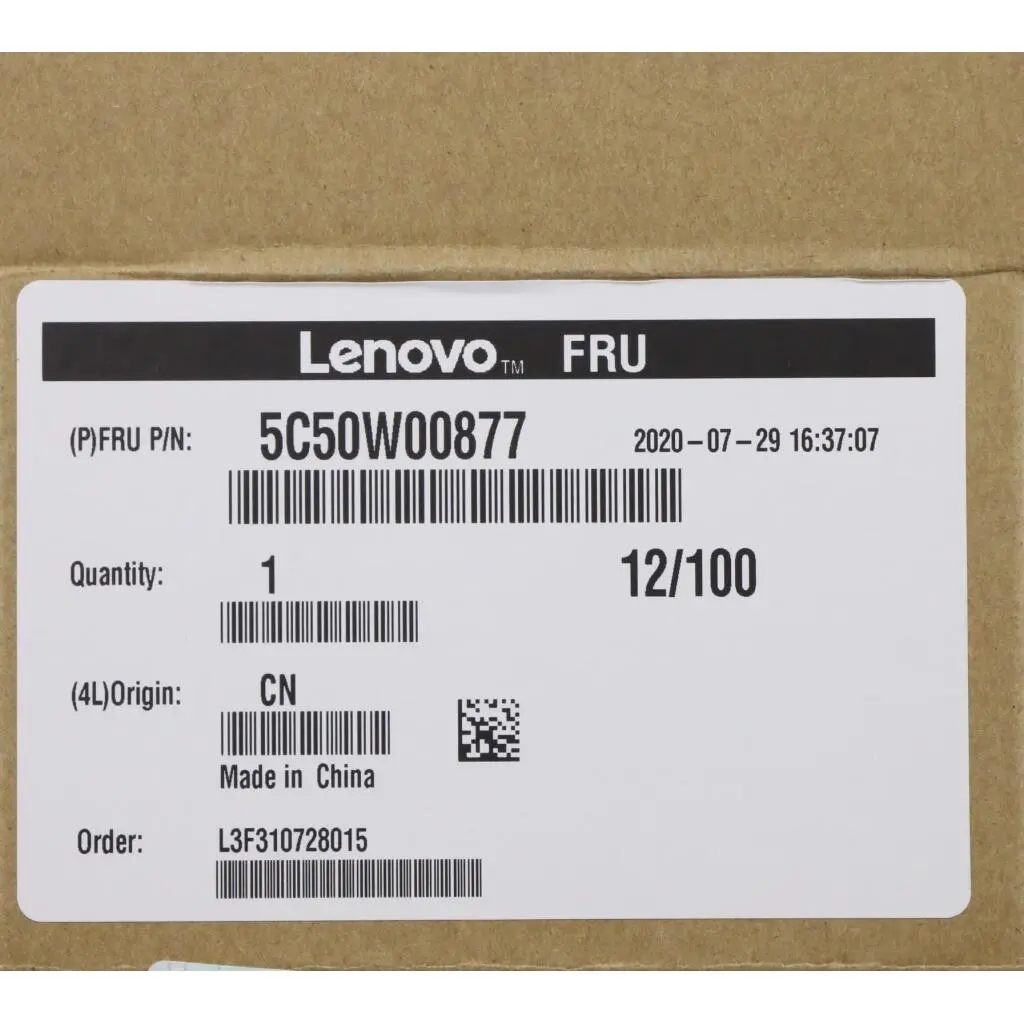 Lenovo™ FRU
(P)FRU P/N: 5C50W00877 2020-07-29 16:37:07
Quantity: 1 12/100
(4L)Origin: CN
Made in China
Order: L3F310728015